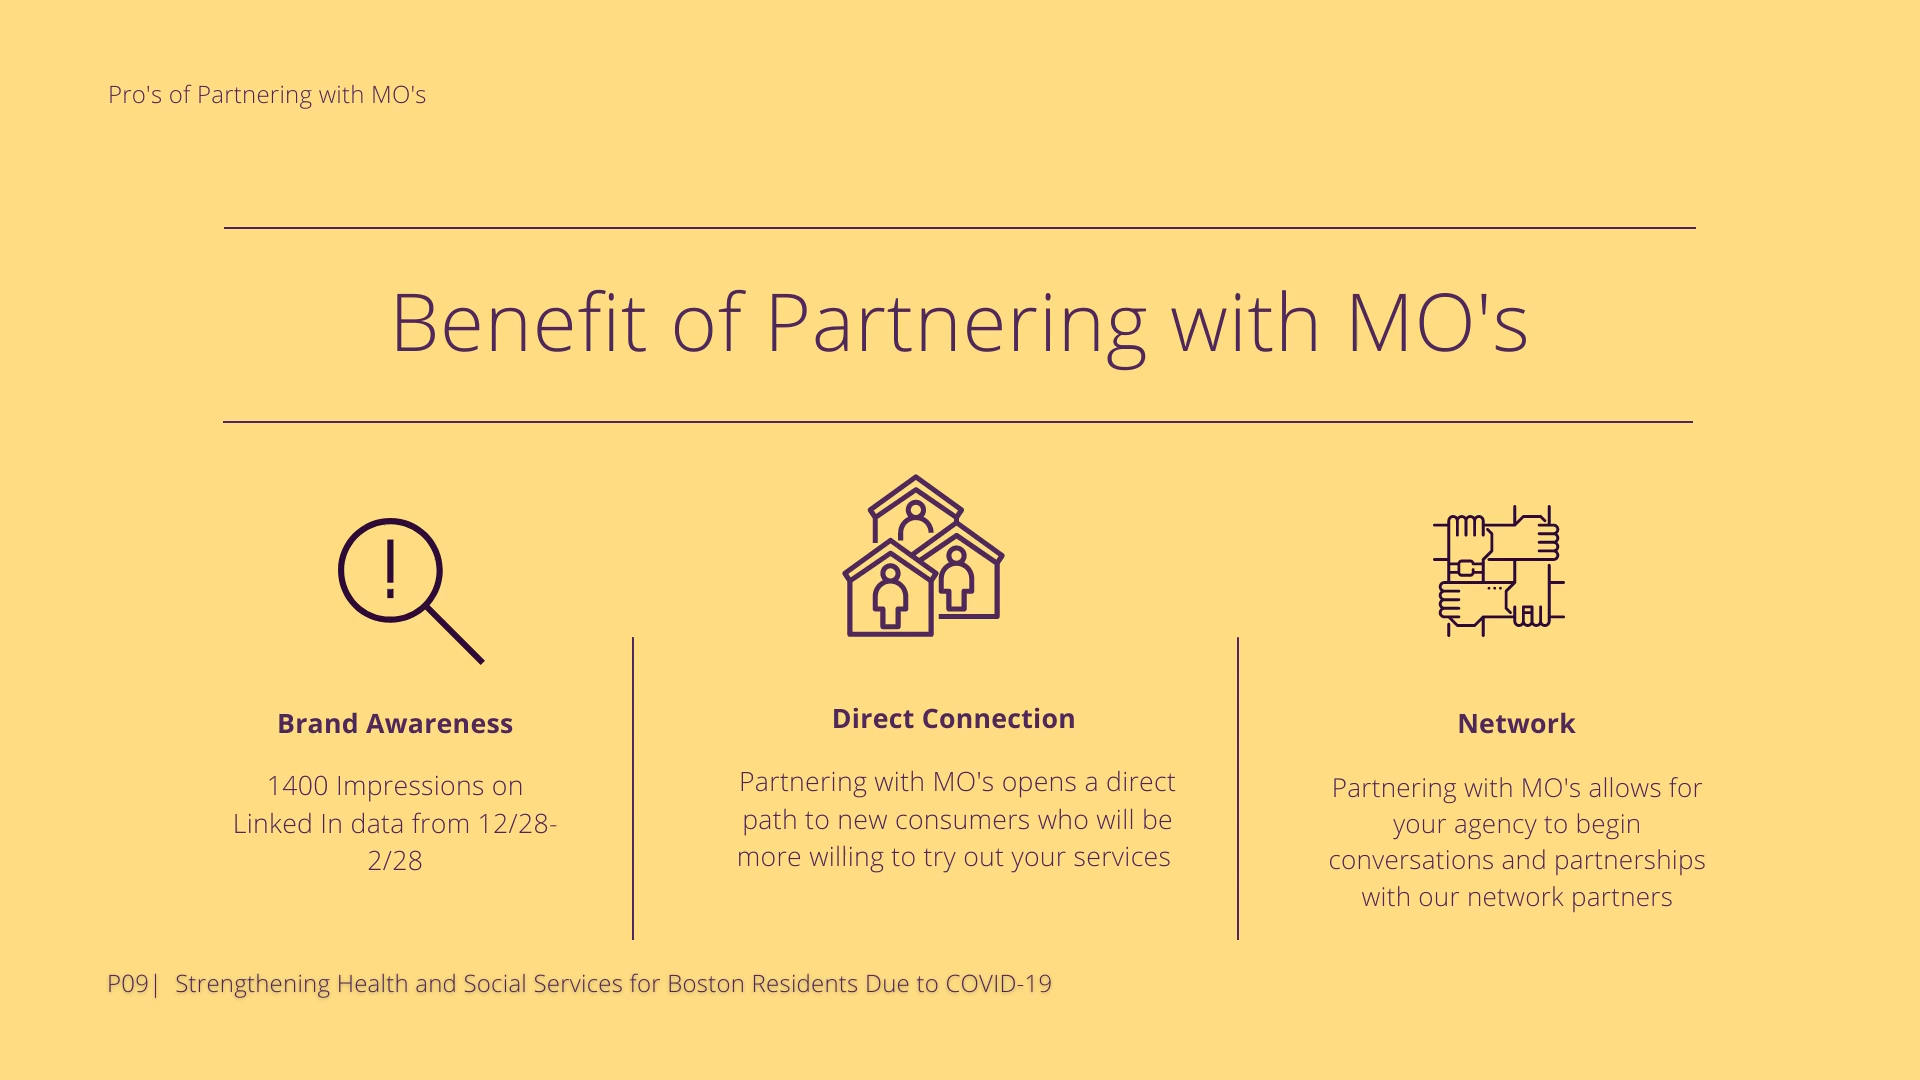 Pro's of Partnering with MO's
Benefit of Partnering with MO's
Brand Awareness
1400 Impressions on
Linked In data from 12/28-
2/28
Direct Connection
Partnering with MO's opens a direct
path to new consumers who will be
more willing to try out your services
Network
Partnering with MO's allows for
your agency to begin
conversations and partnerships
with our network partners
P09| Strengthening Health and Social Services for Boston Residents Due to COVID-19